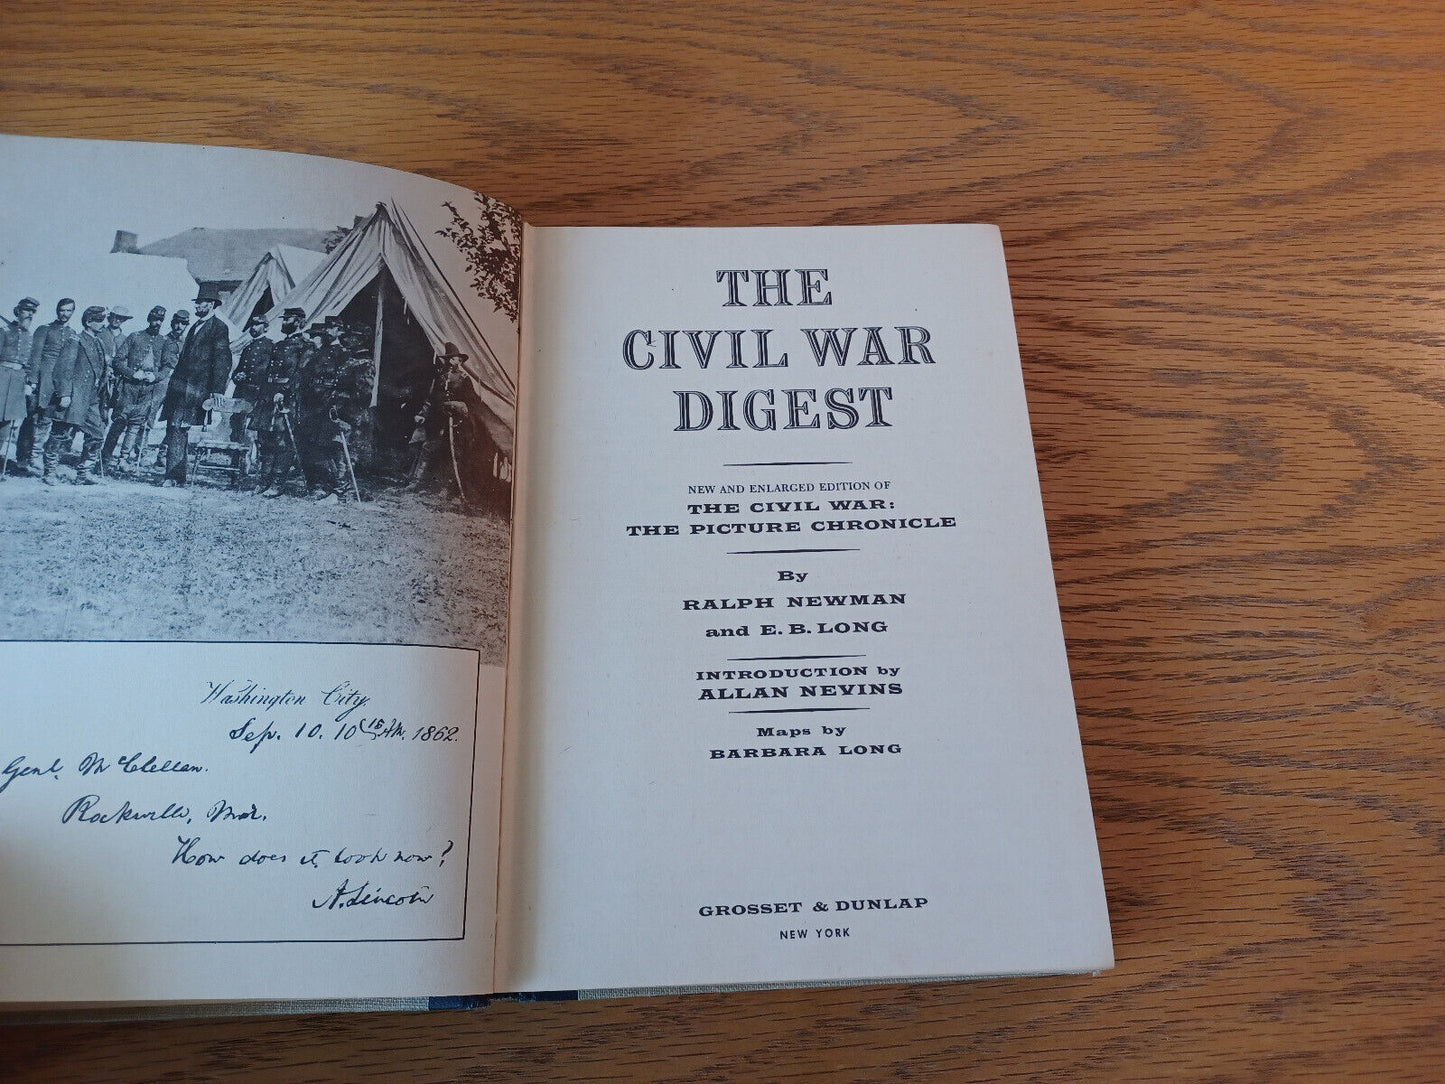 Washington City,
Sep. 10. 10 15 AM. 1862.
Genl. McClellan.
Rockville, Md.
How does it look now?
A. Lincoln
THE
CIVIL WAR
DIGEST
NEW AND ENLARGED EDITION OF
THE CIVIL WAR:
THE PICTURE CHRONICLE
By
RALPH NEWMAN
and E. B. LONG
INTRODUCTION by
ALLAN NEVINS
Maps by
BARBARA LONG
GROSSET & DUNLAP
NEW YORK